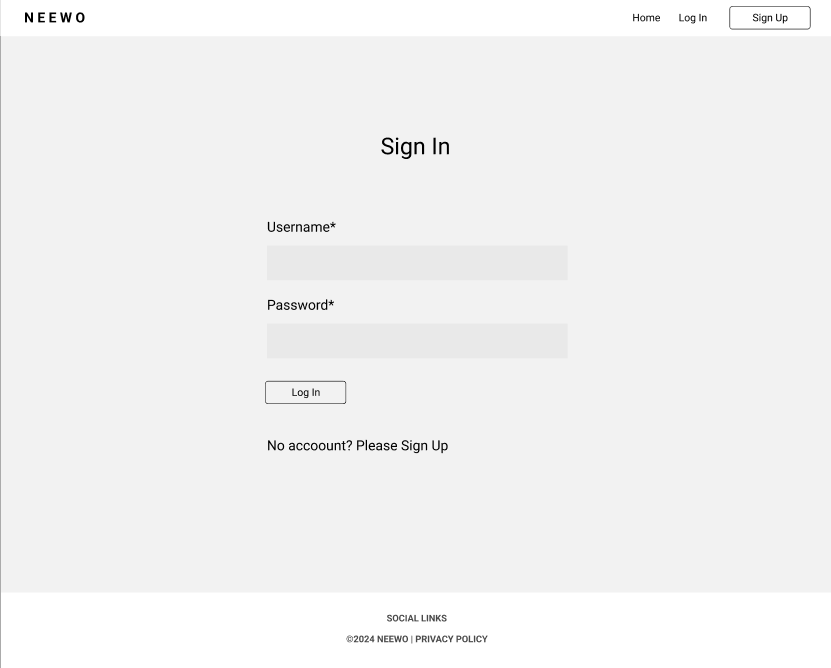 NEEWO
Home Log In Sign Up
Sign In
Username*
Password*
Log In
No accoount? Please Sign Up
SOCIAL LINKS
©2024 NEEWO | PRIVACY POLICY